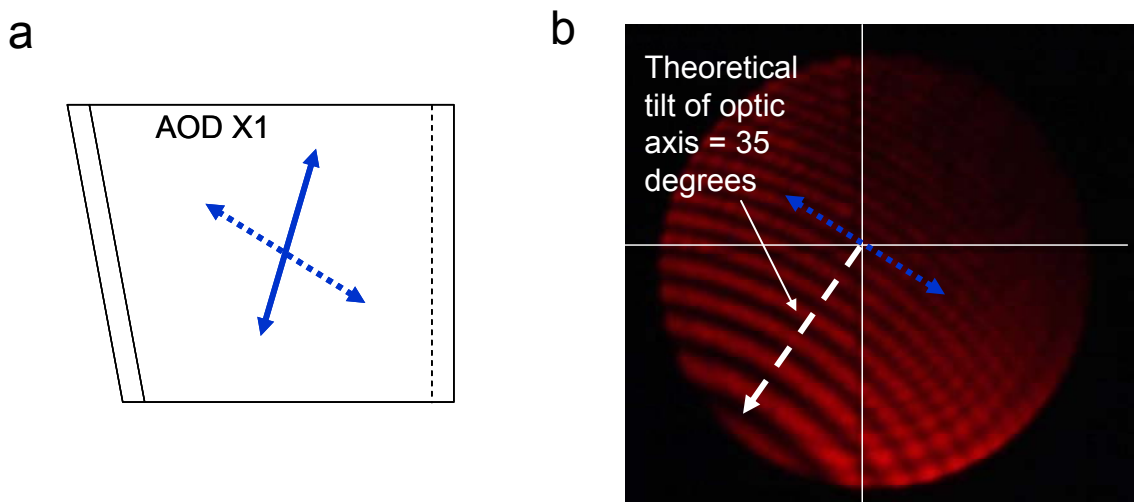 a
AOD X1
b
Theoretical
tilt of optic
axis = 35
degrees